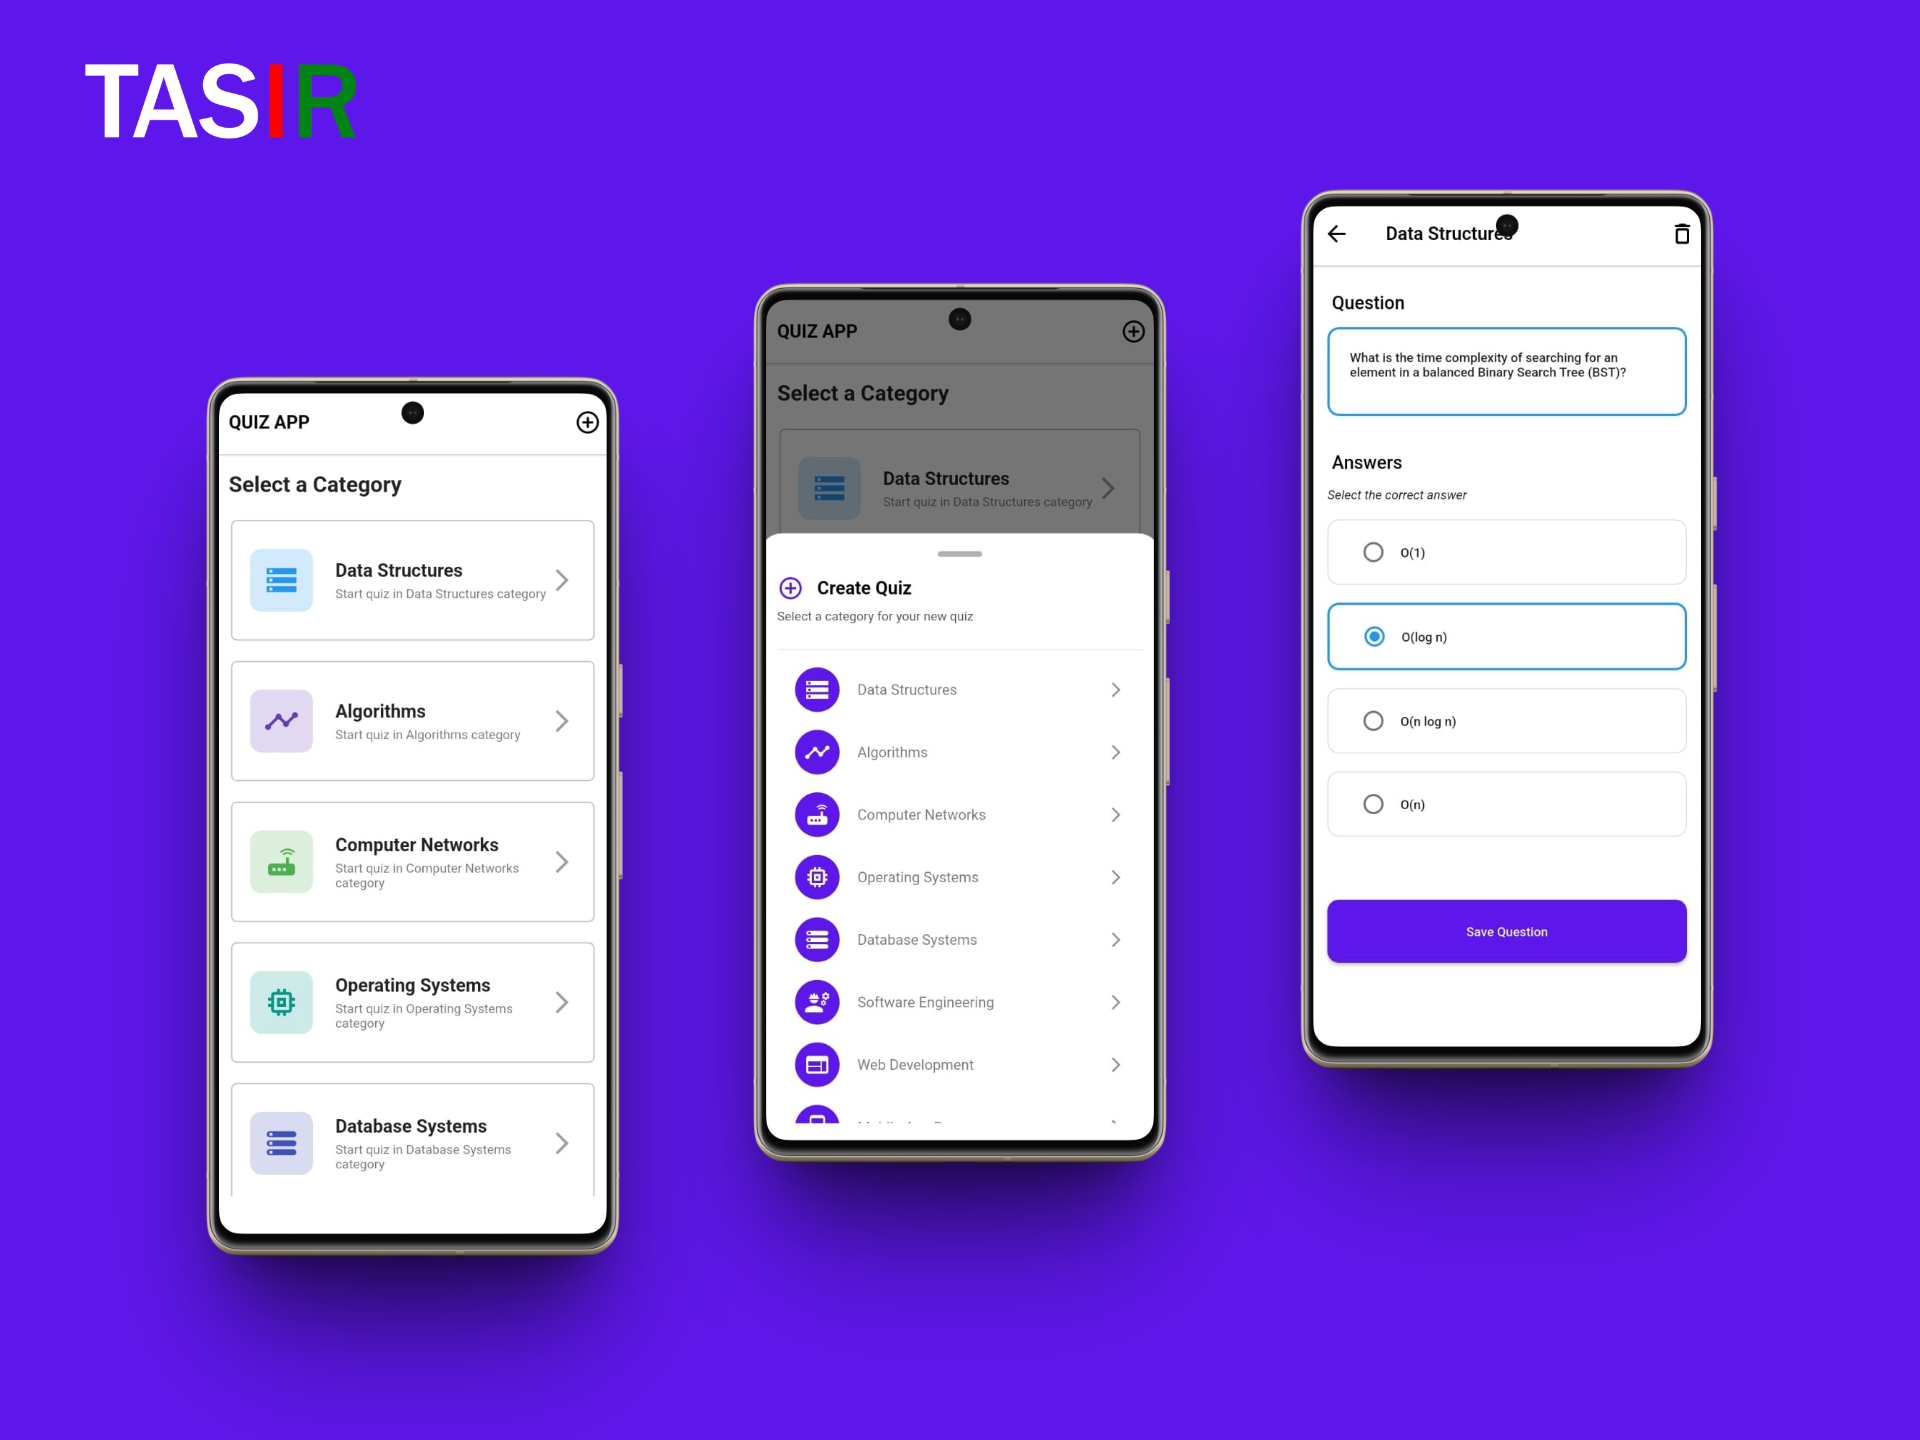 TASIR
QUIZ APP
Select a Category
Data Structures
Start quiz in Data Structures category
Algorithms
Start quiz in Algorithms category
Computer Networks
Start quiz in Computer Networks
category
Operating Systems
Start quiz in Operating Systems
category
Database Systems
Start quiz in Database Systems
category
QUIZ APP
Select a Category
Data Structures
Start quiz in Data Structures category
Create Quiz
Select a category for your new quiz
Data Structures
Algorithms
Computer Networks
Operating Systems
Database Systems
Software Engineering
Web Development
Data Structures
Question
What is the time complexity of searching for an
element in a balanced Binary Search Tree (BST)?
Answers
Select the correct answer
O(1)
O(log n)
O(n log n)
O(n)
Save Question